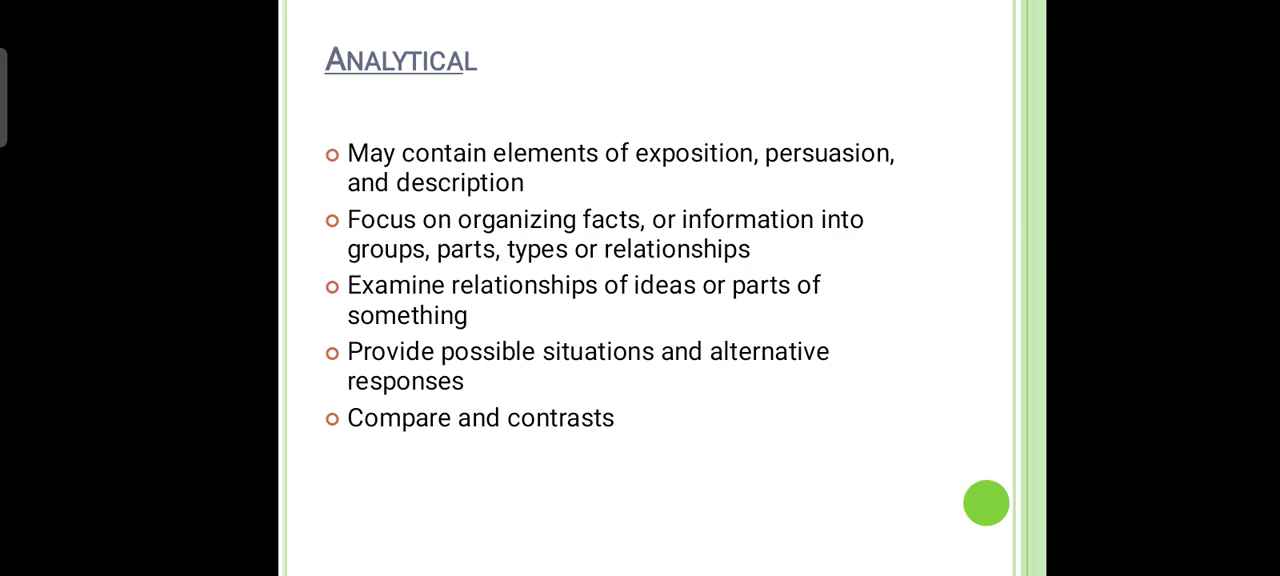 ANALYTICAL
May contain elements of exposition, persuasion,
and description
Focus on organizing facts, or information into
groups, parts, types or relationships
Examine relationships of ideas or parts of
something
Provide possible situations and alternative
responses
Compare and contrasts